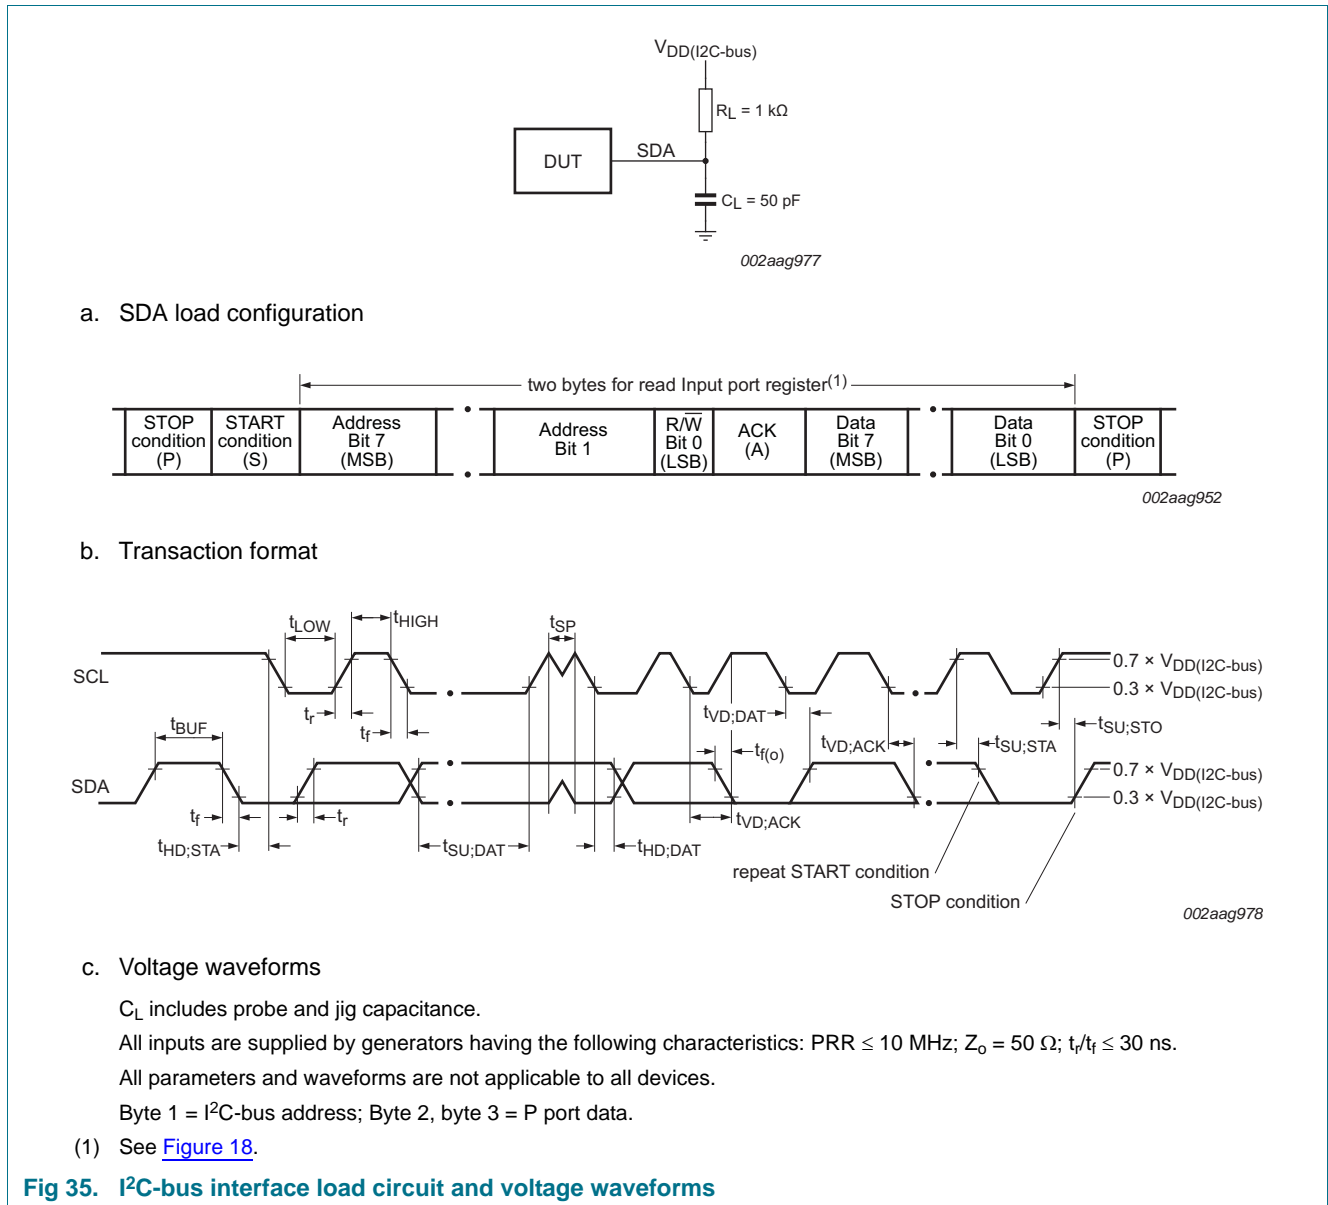 VDD(I2C-bus)
RL = 1 kΩ
DUT
SDA
CL = 50 pF
002aag977
a. SDA load configuration
two bytes for read Input port register(1)
STOP condition (P)
START condition (S)
Address Bit 7 (MSB)
Address Bit 1
R/W̅ Bit 0 (LSB)
ACK (A)
Data Bit 7 (MSB)
Data Bit 0 (LSB)
STOP condition (P)
002aag952
b. Transaction format
tLOW
tHIGH
tSP
SCL
0.7 × VDD(I2C-bus)
0.3 × VDD(I2C-bus)
tr
tf
tBUF
tVD;DAT
tf(o)
tVD;ACK
tSU;STA
tSU;STO
SDA
0.7 × VDD(I2C-bus)
0.3 × VDD(I2C-bus)
tf
tr
tVD;ACK
tHD;STA
tSU;DAT
tHD;DAT
repeat START condition
STOP condition
002aag978
c. Voltage waveforms
CL includes probe and jig capacitance.
All inputs are supplied by generators having the following characteristics: PRR ≤ 10 MHz; Zo = 50 Ω; tr/tf ≤ 30 ns.
All parameters and waveforms are not applicable to all devices.
Byte 1 = I²C-bus address; Byte 2, byte 3 = P port data.
(1) See Figure 18.
Fig 35. I²C-bus interface load circuit and voltage waveforms